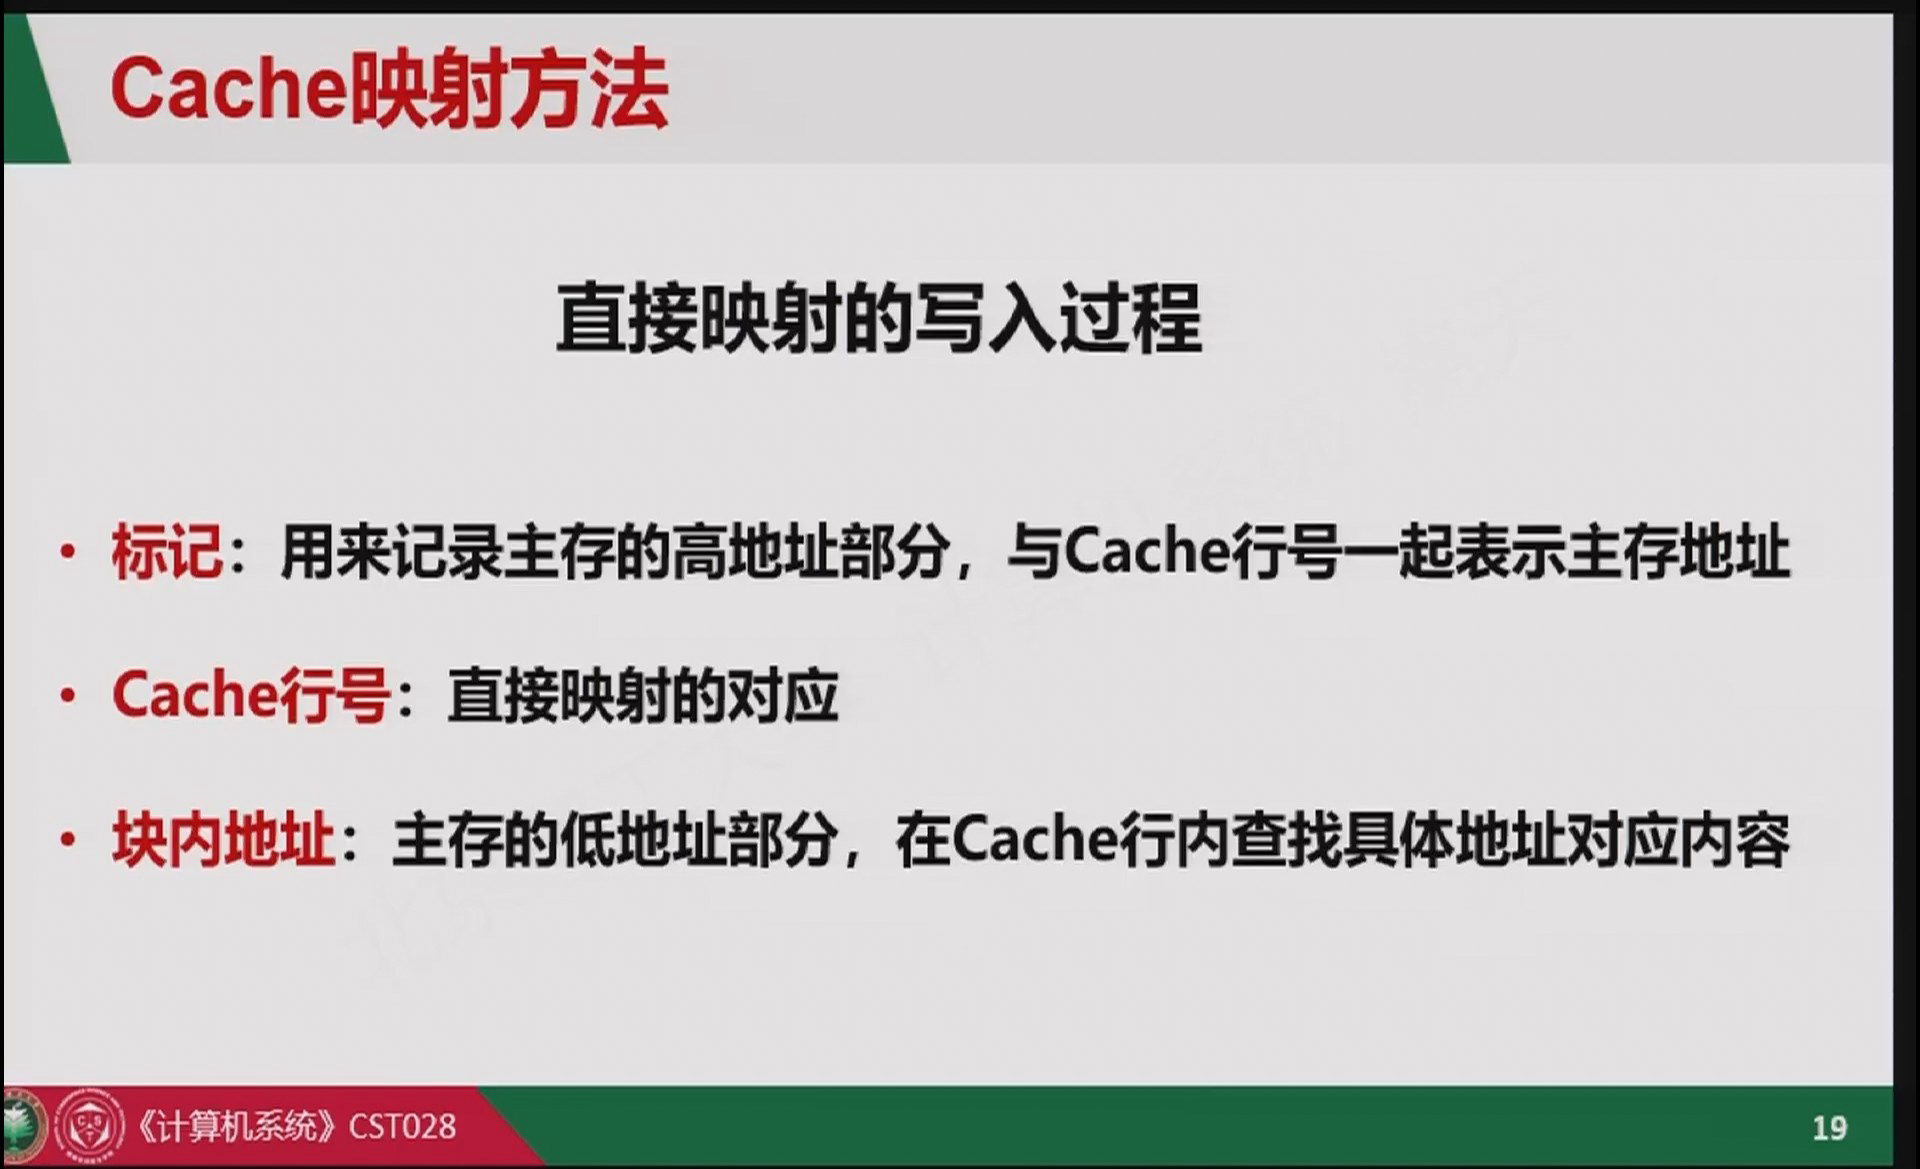 Cache映射方法
直接映射的写入过程
• 标记：用来记录主存的高地址部分，与Cache行号一起表示主存地址
• Cache行号：直接映射的对应
• 块内地址：主存的低地址部分，在Cache行内查找具体地址对应内容
《计算机系统》CST028
19